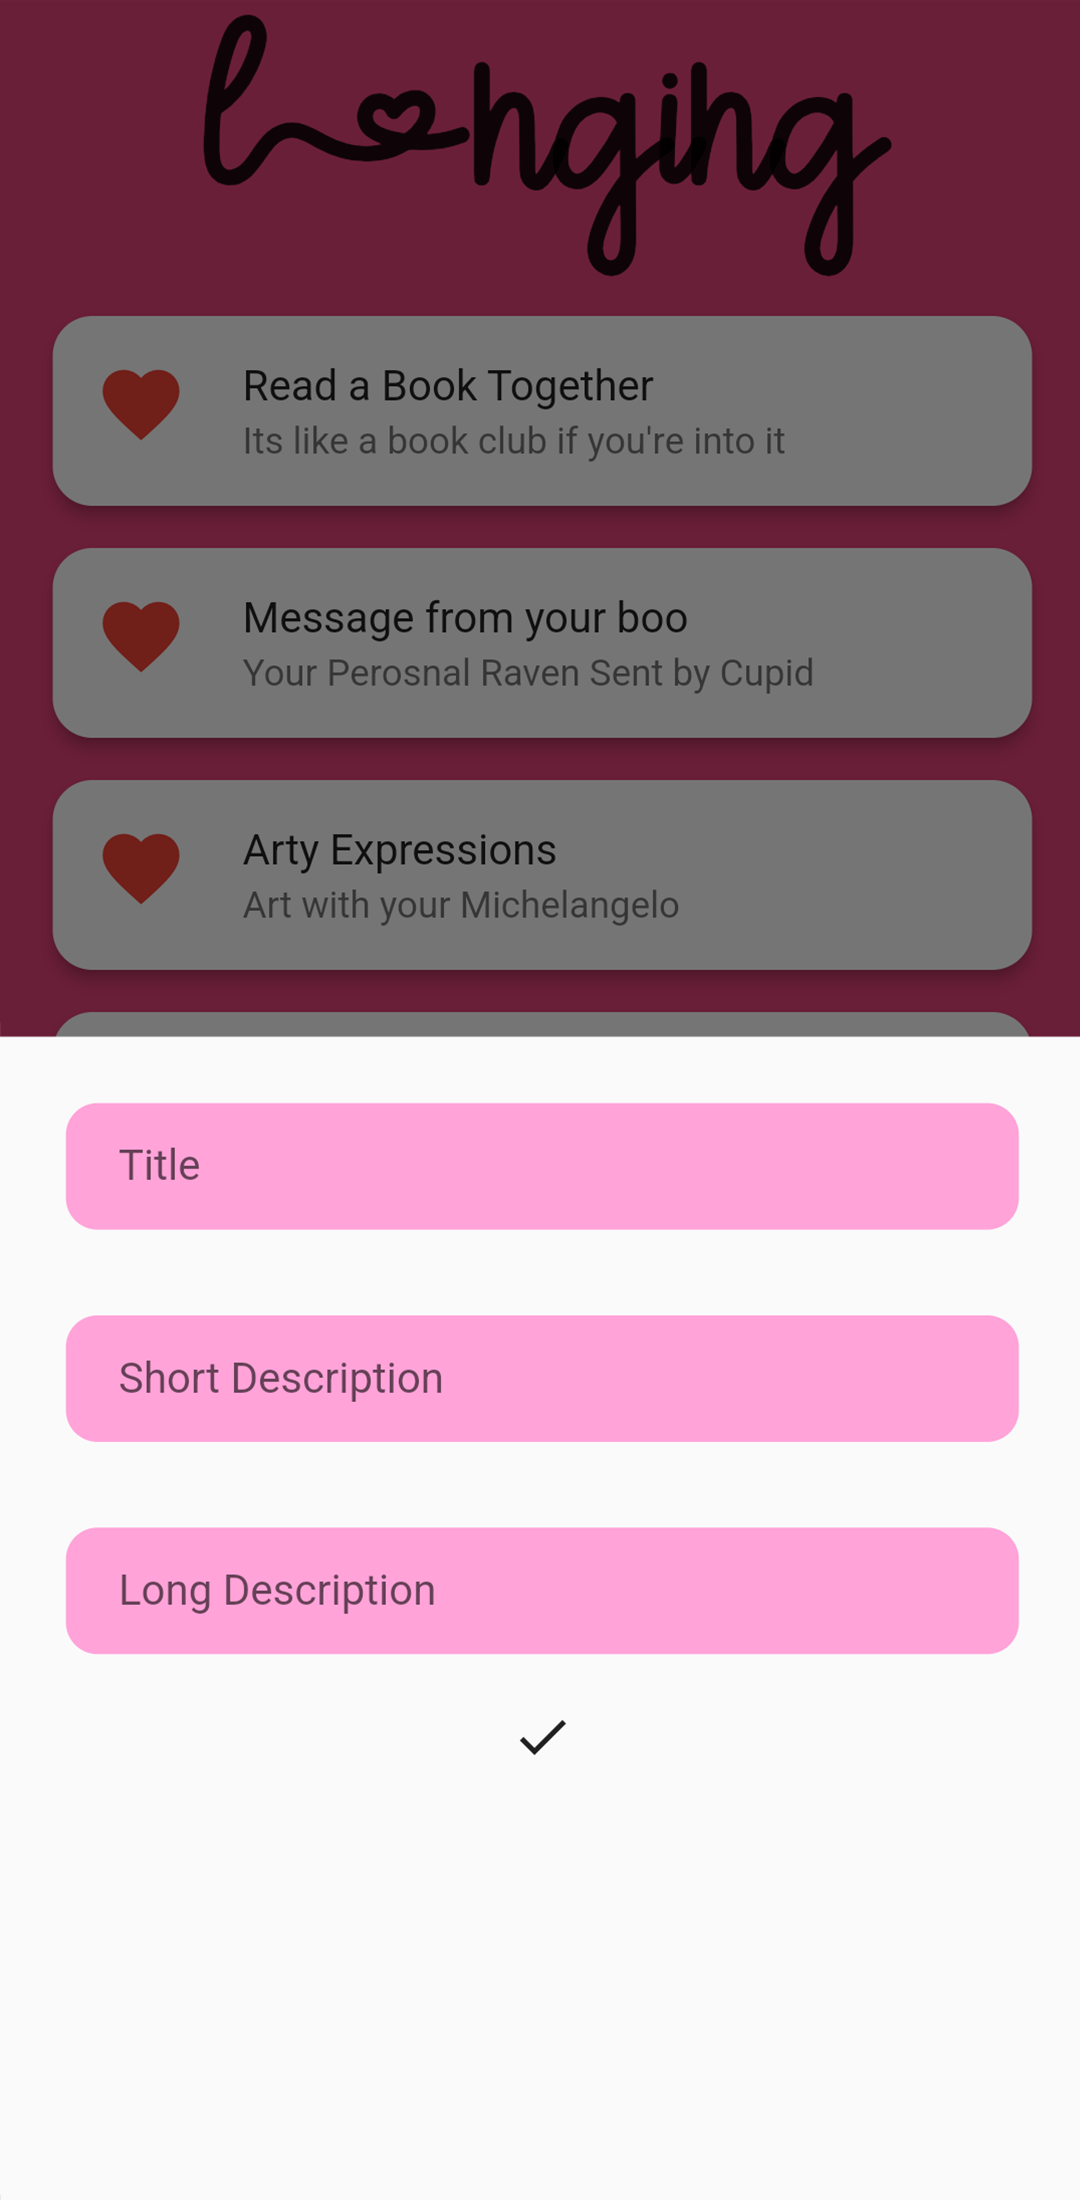 longing
Read a Book Together
Its like a book club if you're into it
Message from your boo
Your Perosnal Raven Sent by Cupid
Arty Expressions
Art with your Michelangelo
Title
Short Description
Long Description